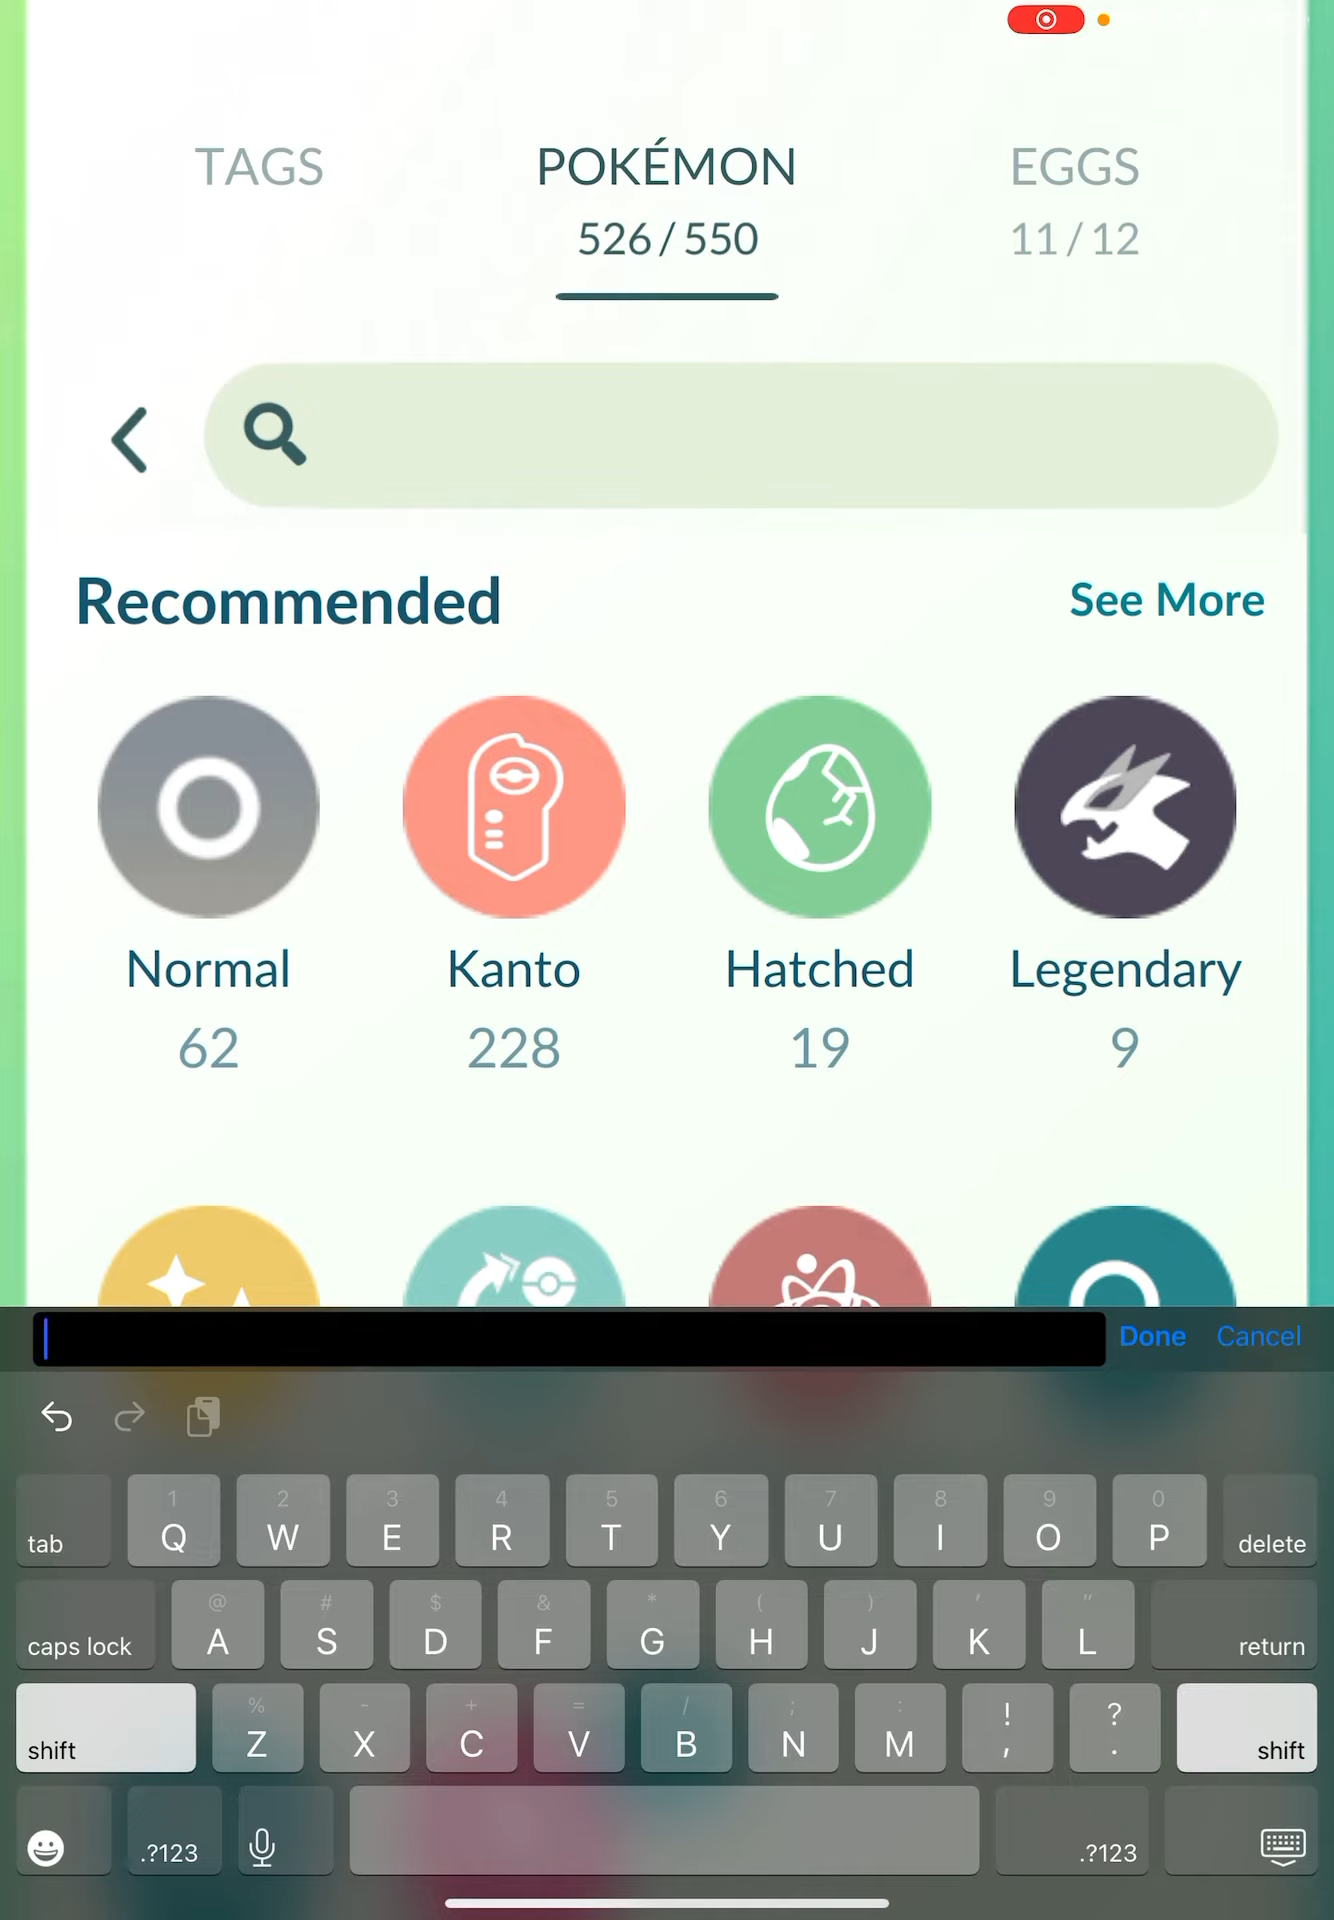 TAGS POKÉMON EGGS
526 / 550 11 / 12
Recommended See More
Normal Kanto Hatched Legendary
62 228 19 9
Done Cancel
1 2 3 4 5 6 7 8 9 0
tab Q W E R T Y U I O P delete
@ # $ & * ( ) ' "
caps lock A S D F G H J K L return
% - + = / ; : ! ?
shift Z X C V B N M , . shift
.?123 .?123